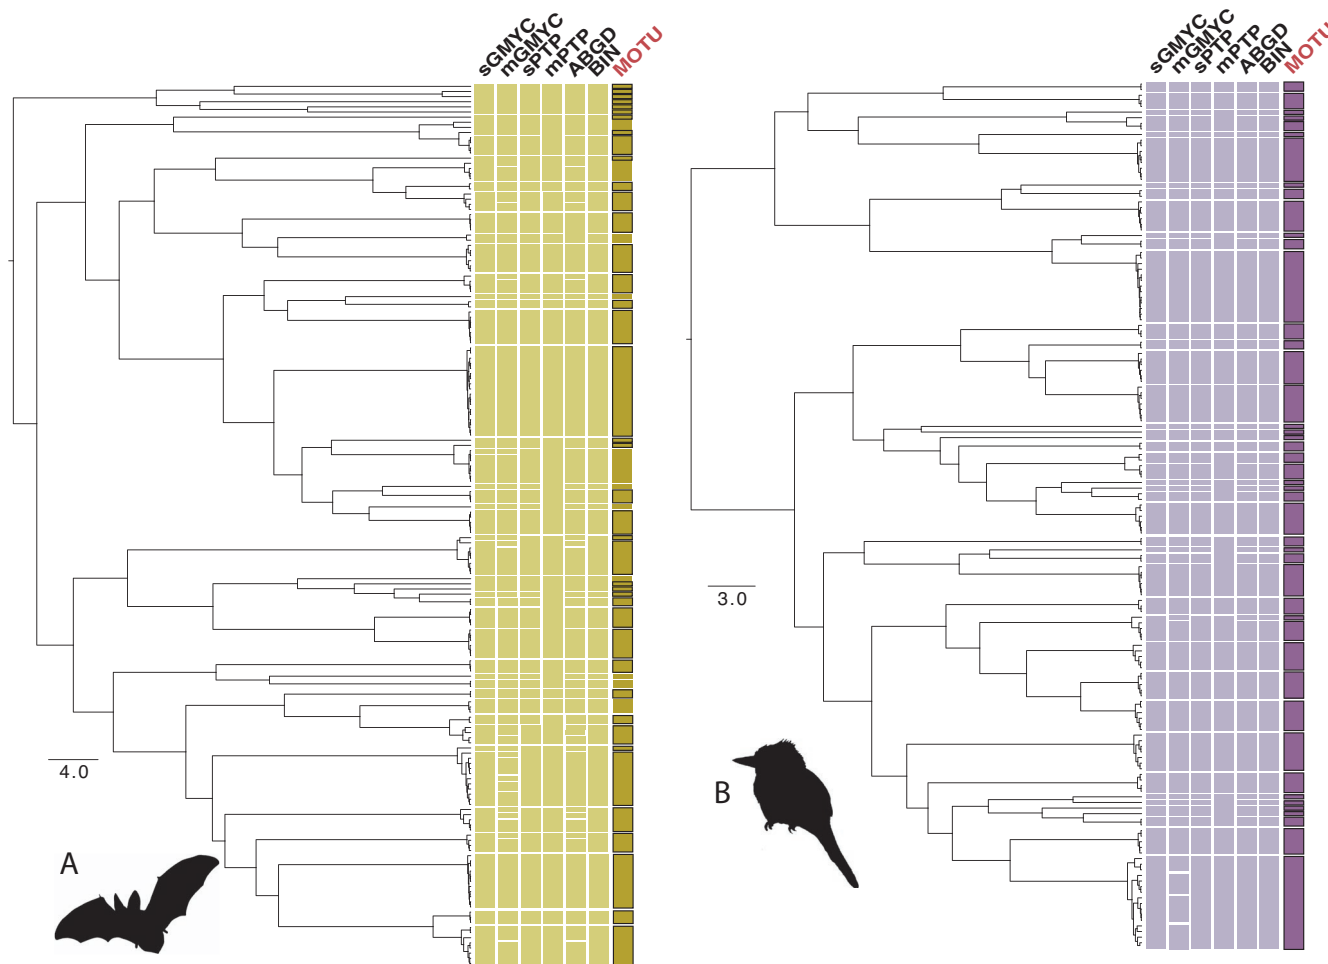 sGMYC
mGMYC
sPTP
mPTP
ABGD
BIN
MOTU
sGMYC
mGMYC
sPTP
mPTP
ABGD
BIN
MOTU
3.0
4.0
B
A